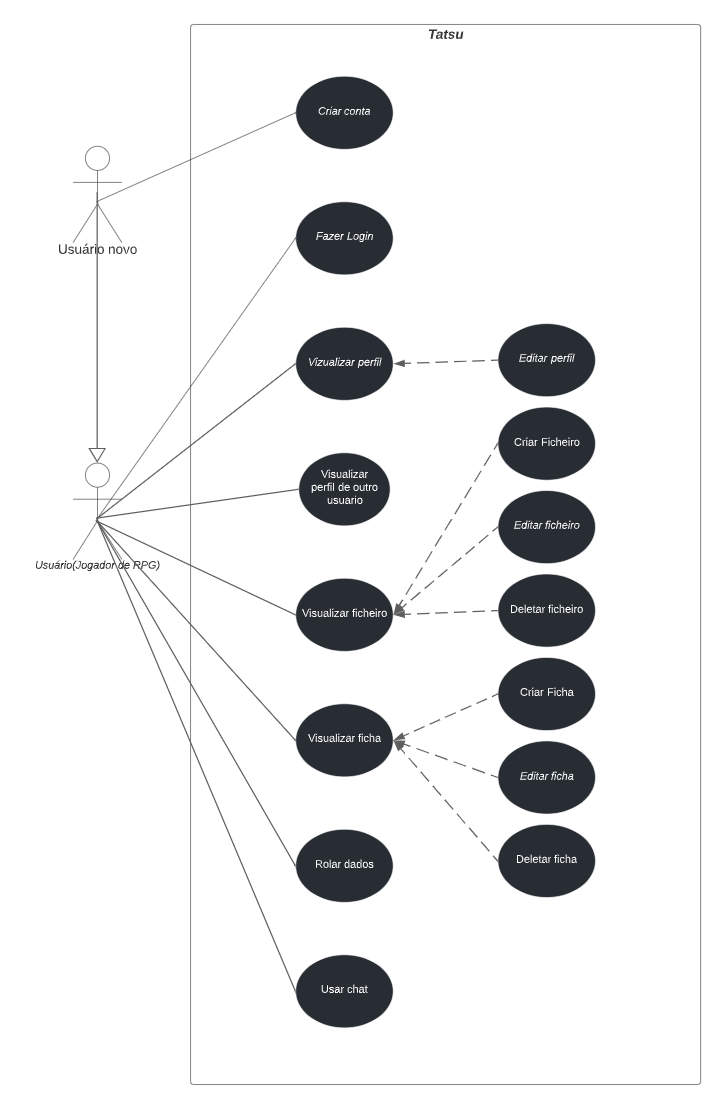 Tatsu
Criar conta
Usuário novo
Fazer Login
Vizualizar perfil
Editar perfil
Criar Ficheiro
Visualizar
perfil de outro
usuario
Editar ficheiro
Usuário(Jogador de RPG)
Visualizar ficheiro
Deletar ficheiro
Criar Ficha
Visualizar ficha
Editar ficha
Rolar dados
Deletar ficha
Usar chat